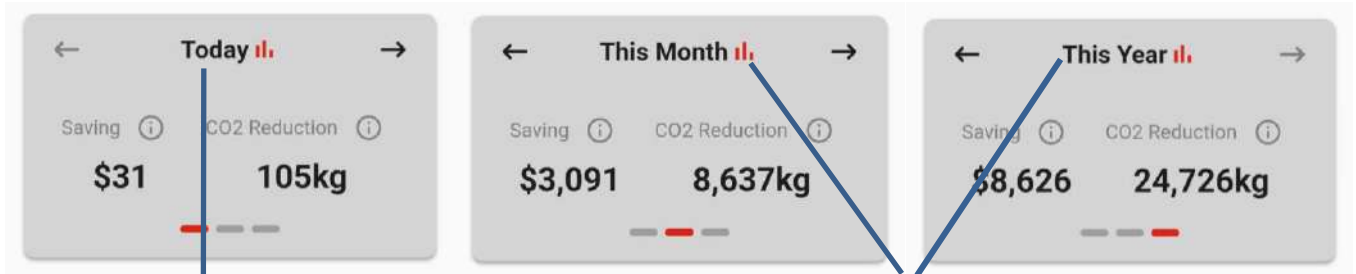 Today
Saving CO2 Reduction
$31 105kg
This Month
Saving CO2 Reduction
$3,091 8,637kg
This Year
Saving CO2 Reduction
$8,626 24,726kg